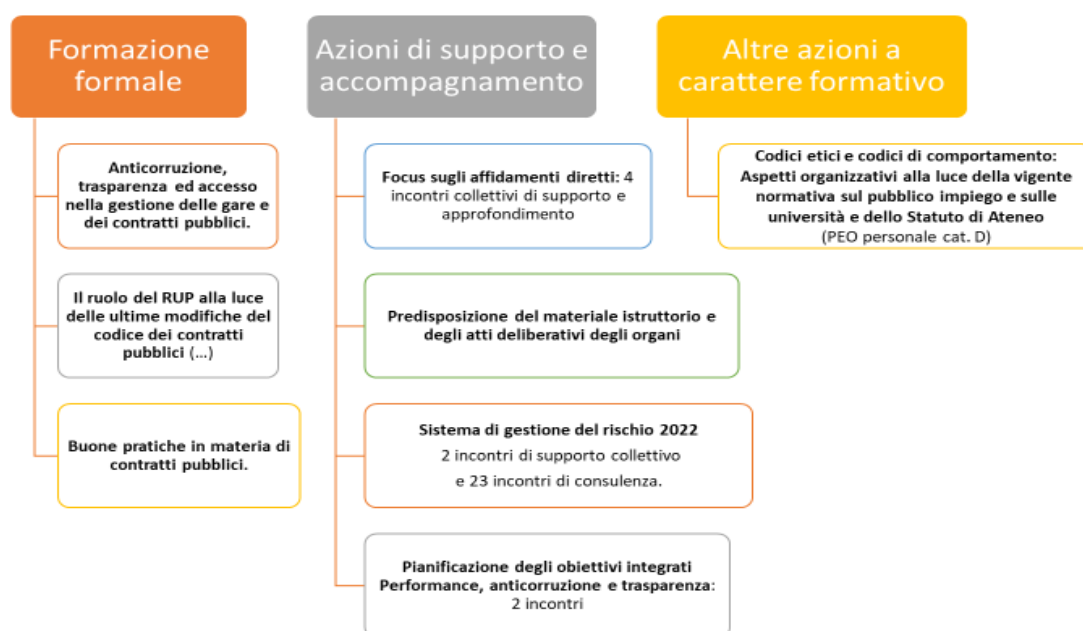 Formazione
formale
Anticorruzione,
trasparenza ed accesso
nella gestione delle gare e
dei contratti pubblici.
Il ruolo del RUP alla luce
delle ultime modifiche del
codice dei contratti
pubblici (...)
Buone pratiche in materia di
contratti pubblici.
Azioni di supporto e
accompagnamento
Focus sugli affidamenti diretti: 4
incontri collettivi di supporto e
approfondimento
Predisposizione del materiale istruttorio e
degli atti deliberativi degli organi
Sistema di gestione del rischio 2022
2 incontri di supporto collettivo
e 23 incontri di consulenza.
Pianificazione degli obiettivi integrati
Performance, anticorruzione e trasparenza:
2 incontri
Altre azioni a
carattere formativo
Codici etici e codici di comportamento:
Aspetti organizzativi alla luce della vigente
normativa sul pubblico impiego e sulle
università e dello Statuto di Ateneo
(PEO personale cat. D)